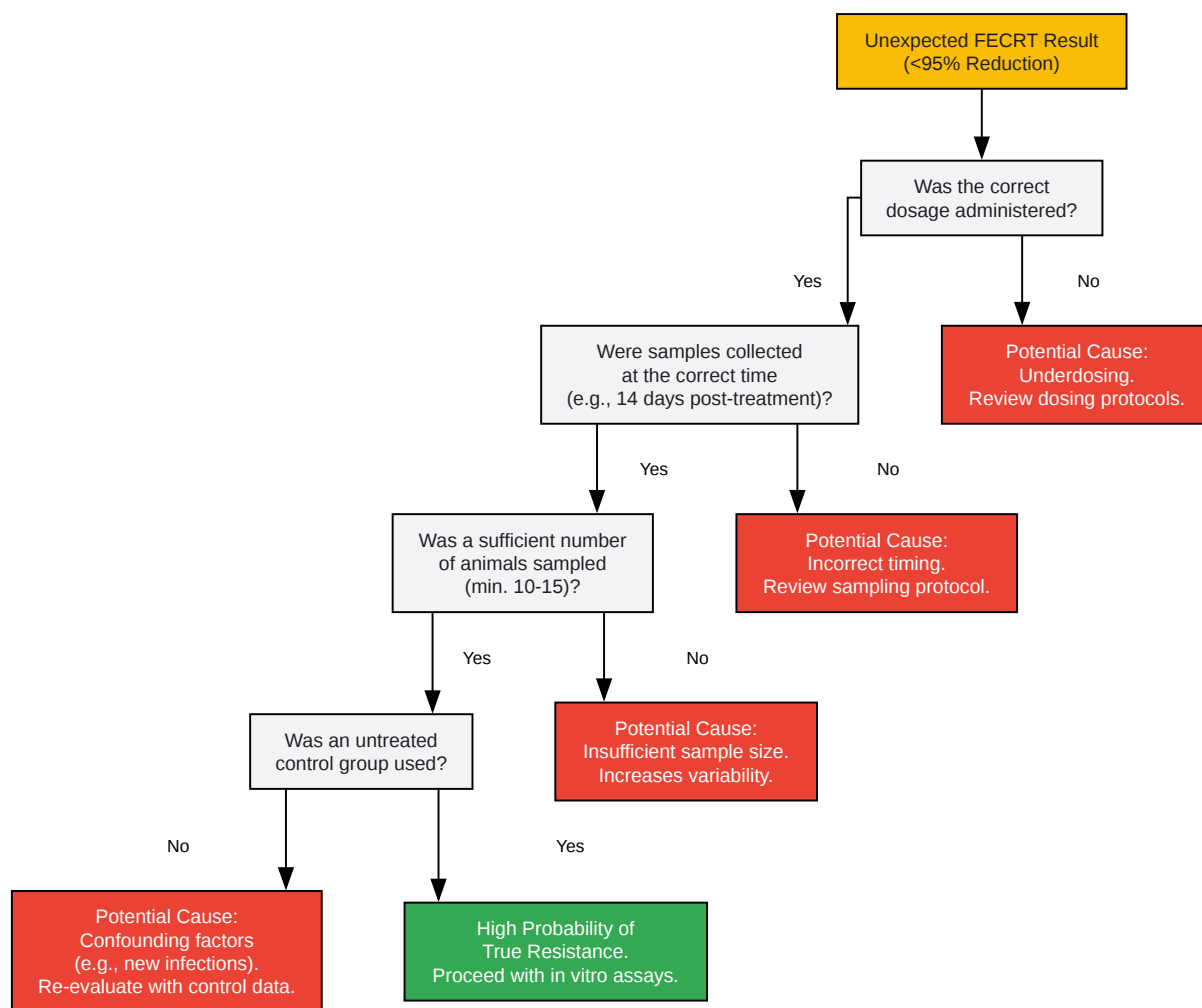 Unexpected FECRT Result
(<95% Reduction)
Was the correct
dosage administered?
Yes
No
Were samples collected
at the correct time
(e.g., 14 days post-treatment)?
Potential Cause:
Underdosing.
Review dosing protocols.
Yes
No
Was a sufficient number
of animals sampled
(min. 10-15)?
Potential Cause:
Incorrect timing.
Review sampling protocol.
Yes
No
Was an untreated
control group used?
Potential Cause:
Insufficient sample size.
Increases variability.
No
Yes
Potential Cause:
Confounding factors
(e.g., new infections).
Re-evaluate with control data.
High Probability of
True Resistance.
Proceed with in vitro assays.